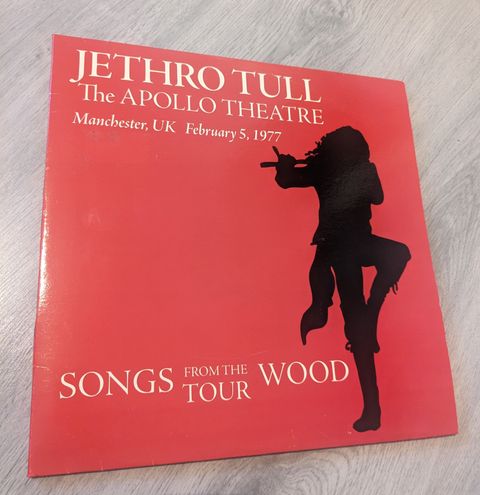 JETHRO TULL
The APOLLO THEATRE
Manchester, UK February 5, 1977
SONGS FROM THE TOUR WOOD